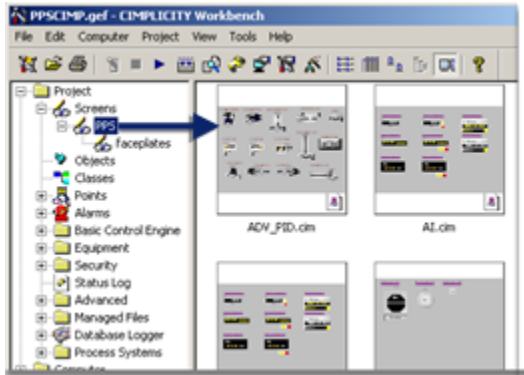 PPSCIMP.gef - CIMPLICITY Workbench
File Edit Computer Project View Tools Help
Project
Screens
PPS
faceplates
Objects
Classes
Points
Alarms
Basic Control Engine
Equipment
Security
Status Log
Advanced
Managed Files
Database Logger
Process Systems
Computer
ADV_PID.cim
AI.cim